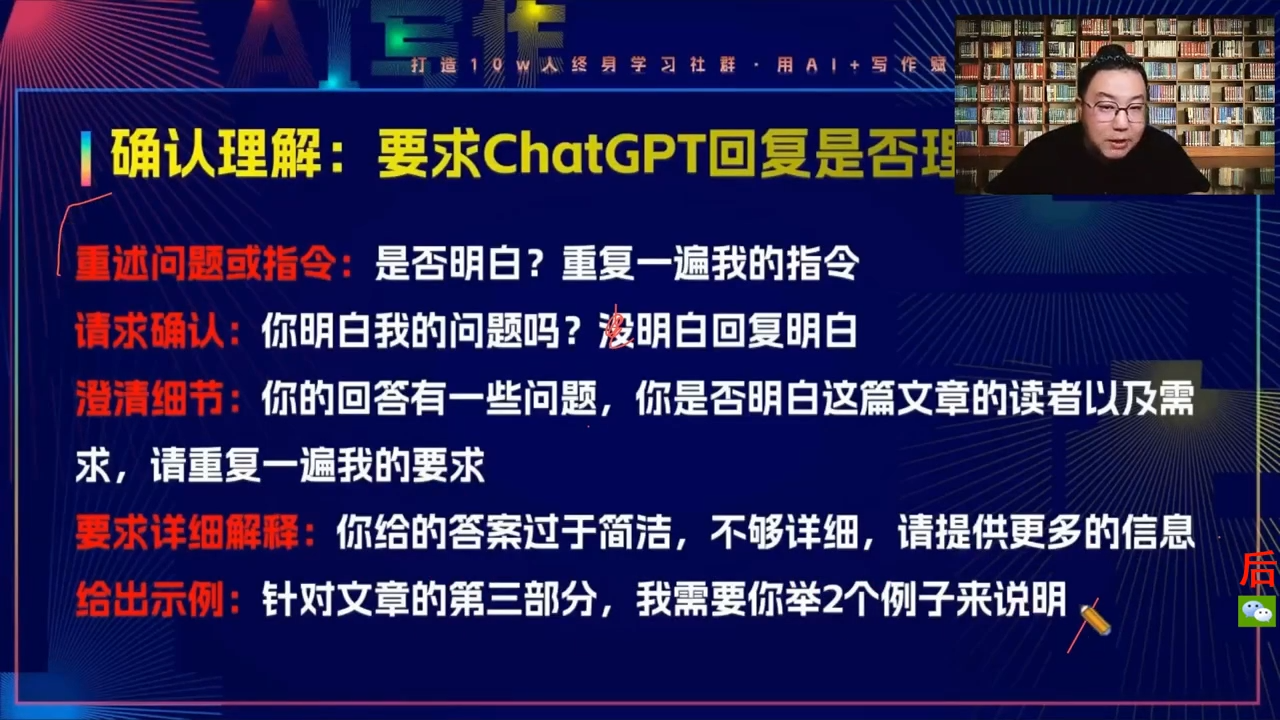 AI写作
打造10w人终身学习社群·用AI+写作赋
确认理解：要求ChatGPT回复是否理
重述问题或指令：是否明白？重复一遍我的指令
请求确认：你明白我的问题吗？没明白回复明白
澄清细节：你的回答有一些问题，你是否明白这篇文章的读者以及需
求，请重复一遍我的要求
要求详细解释：你给的答案过于简洁，不够详细，请提供更多的信息
给出示例：针对文章的第三部分，我需要你举2个例子来说明
后